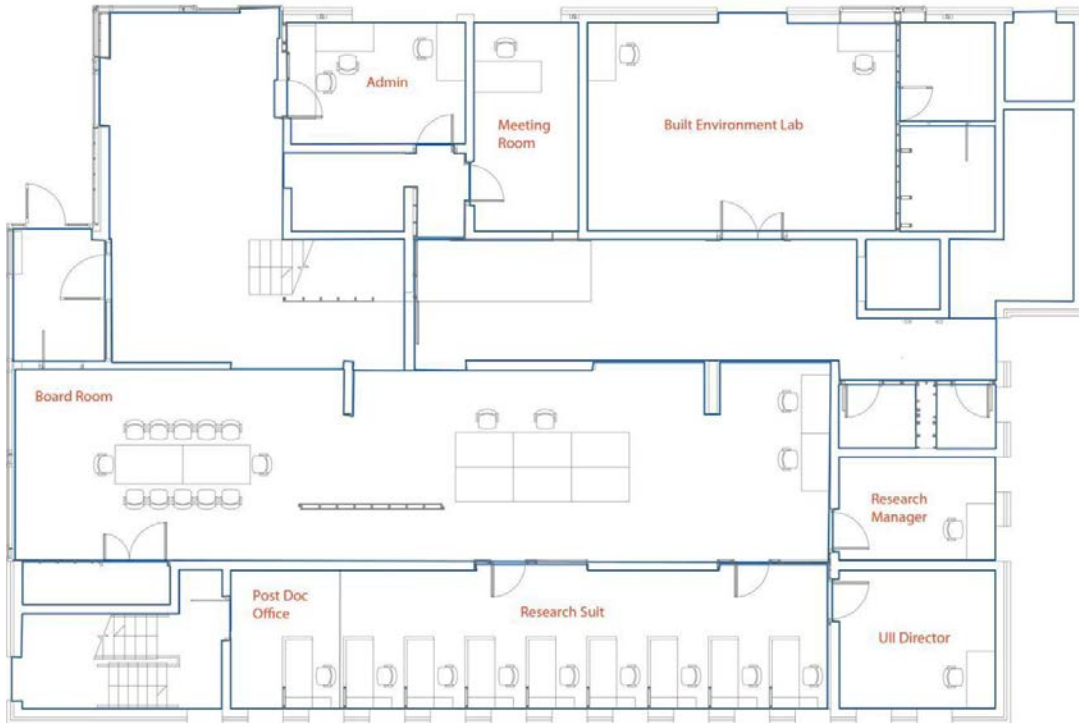 Admin
Meeting
Room
Built Environment Lab
Board Room
Research
Manager
Post Doc
Office
Research Suit
UII Director